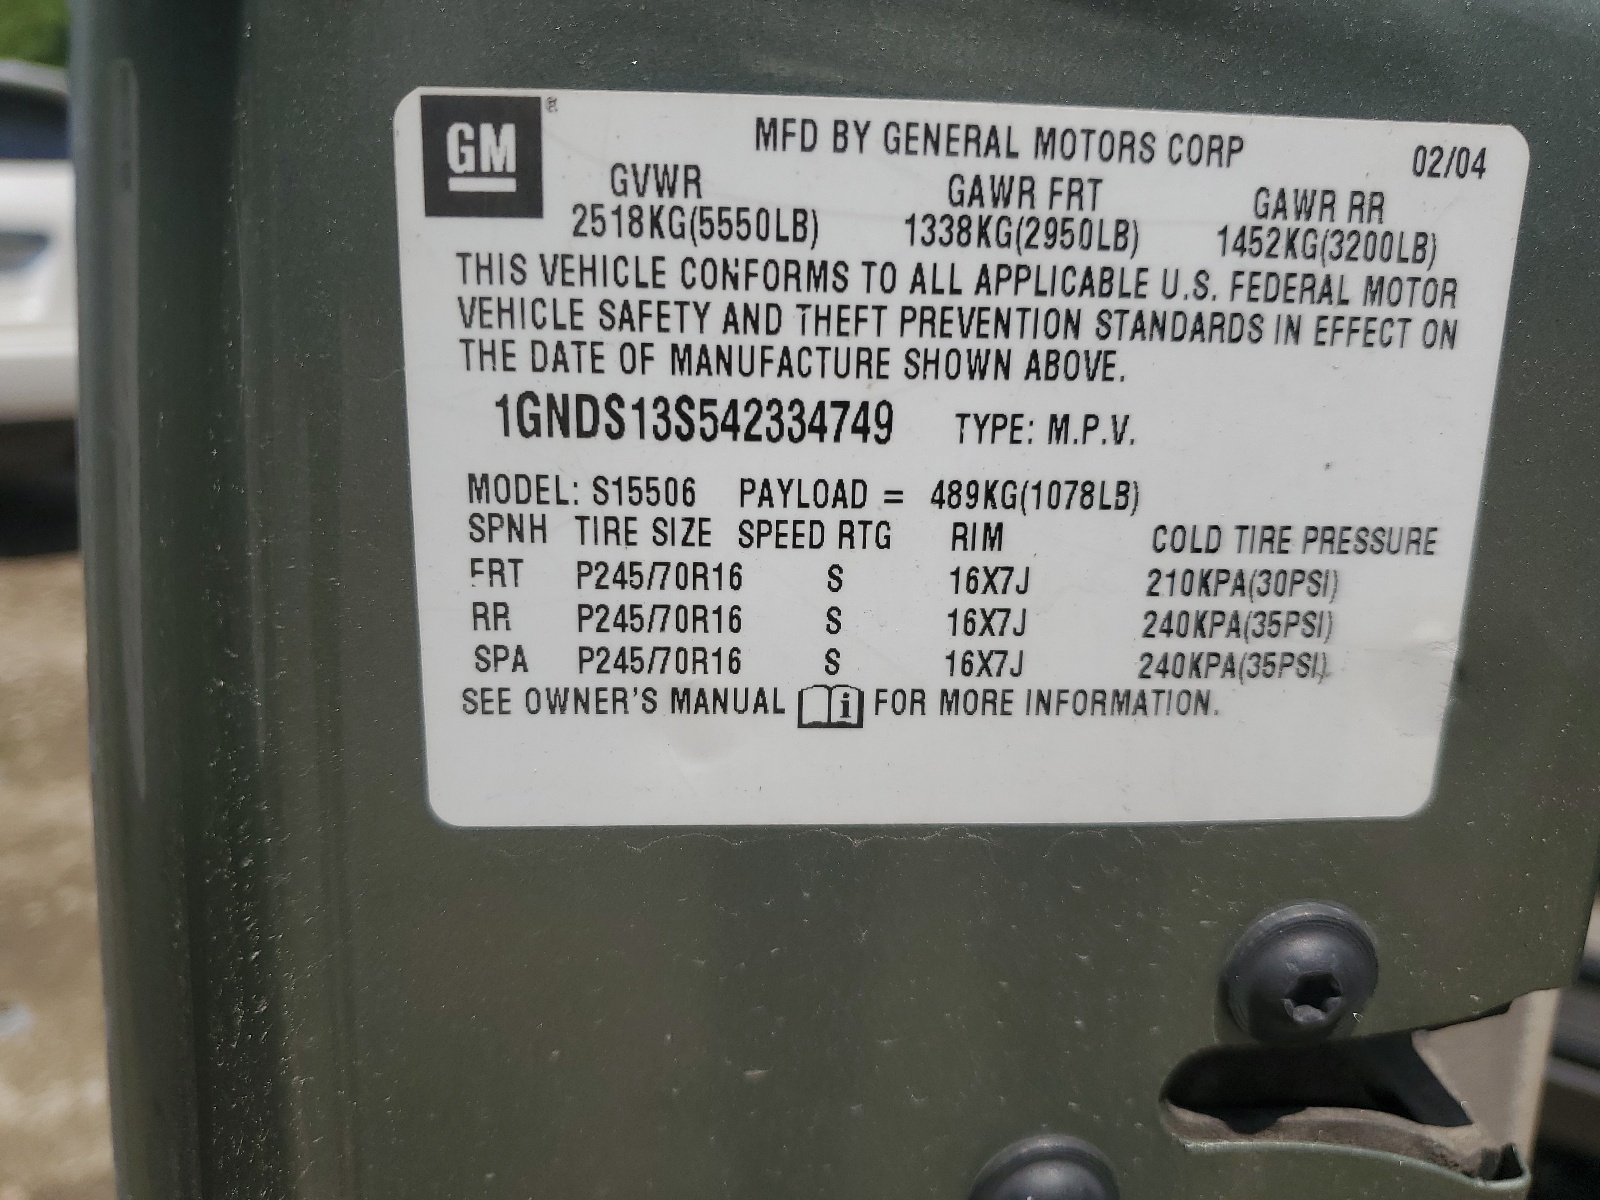 GM ®
MFD BY GENERAL MOTORS CORP 02/04
GVWR GAWR FRT GAWR RR
2518KG(5550LB) 1338KG(2950LB) 1452KG(3200LB)
THIS VEHICLE CONFORMS TO ALL APPLICABLE U.S. FEDERAL MOTOR
VEHICLE SAFETY AND THEFT PREVENTION STANDARDS IN EFFECT ON
THE DATE OF MANUFACTURE SHOWN ABOVE.
1GNDS13S542334749 TYPE: M.P.V.
MODEL: S15506 PAYLOAD = 489KG(1078LB)
SPNH TIRE SIZE SPEED RTG RIM COLD TIRE PRESSURE
FRT P245/70R16 S 16X7J 210KPA(30PSI)
RR P245/70R16 S 16X7J 240KPA(35PSI)
SPA P245/70R16 S 16X7J 240KPA(35PSI)
SEE OWNER'S MANUAL i FOR MORE INFORMATION.